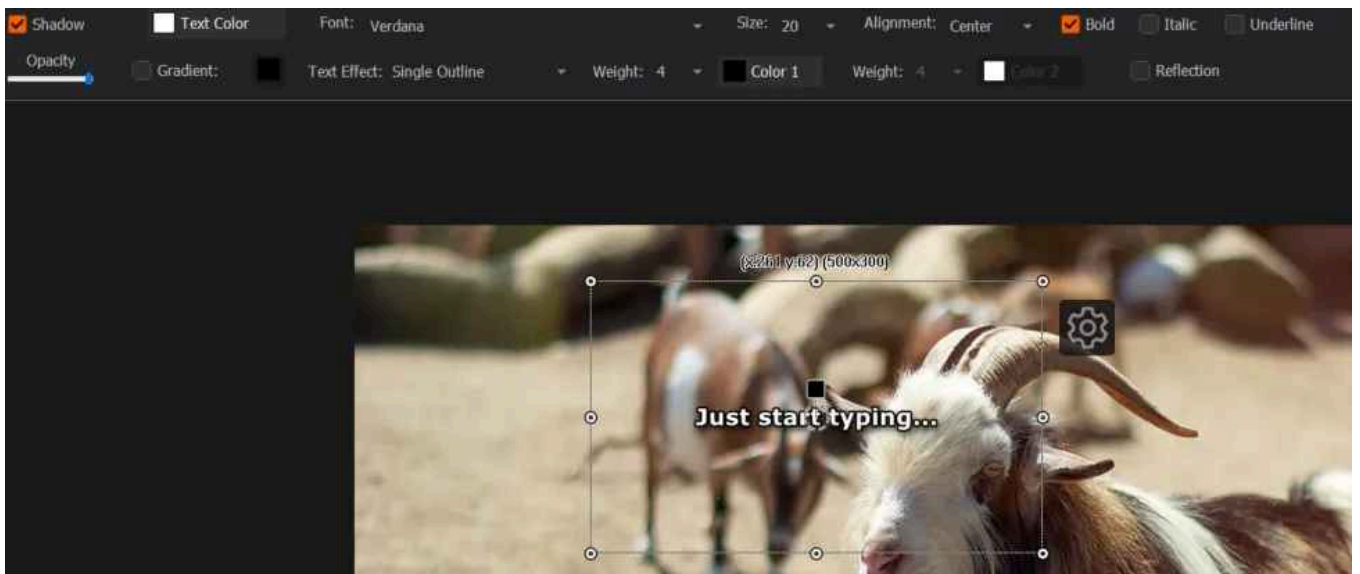 Shadow Text Color Font: Verdana Size: 20 Alignment: Center Bold Italic Underline
Opacity Gradient: Text Effect: Single Outline Weight: 4 Color 1 Weight: 4 Color 2 Reflection
(x:261 y:62) (500x300)
Just start typing...